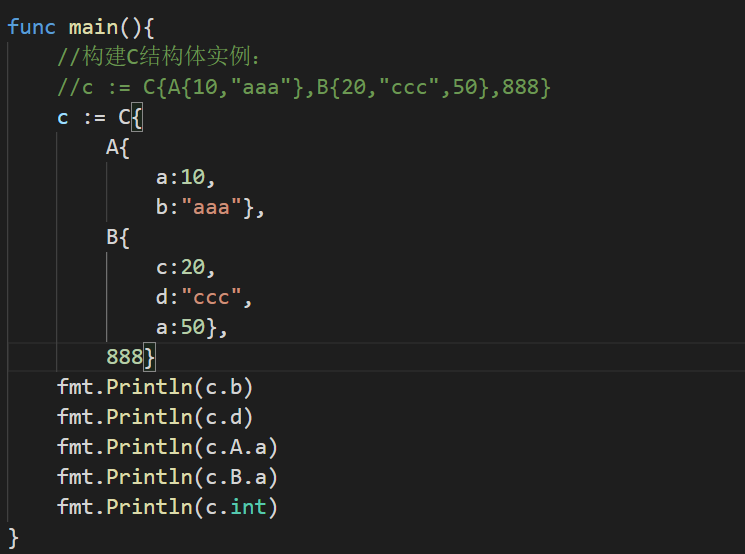 func main(){
    //构建C结构体实例：
    //c := C{A{10,"aaa"},B{20,"ccc",50},888}
    c := C{
        A{
            a:10,
            b:"aaa"},
        B{
            c:20,
            d:"ccc",
            a:50},
        888}
    fmt.Println(c.b)
    fmt.Println(c.d)
    fmt.Println(c.A.a)
    fmt.Println(c.B.a)
    fmt.Println(c.int)
}